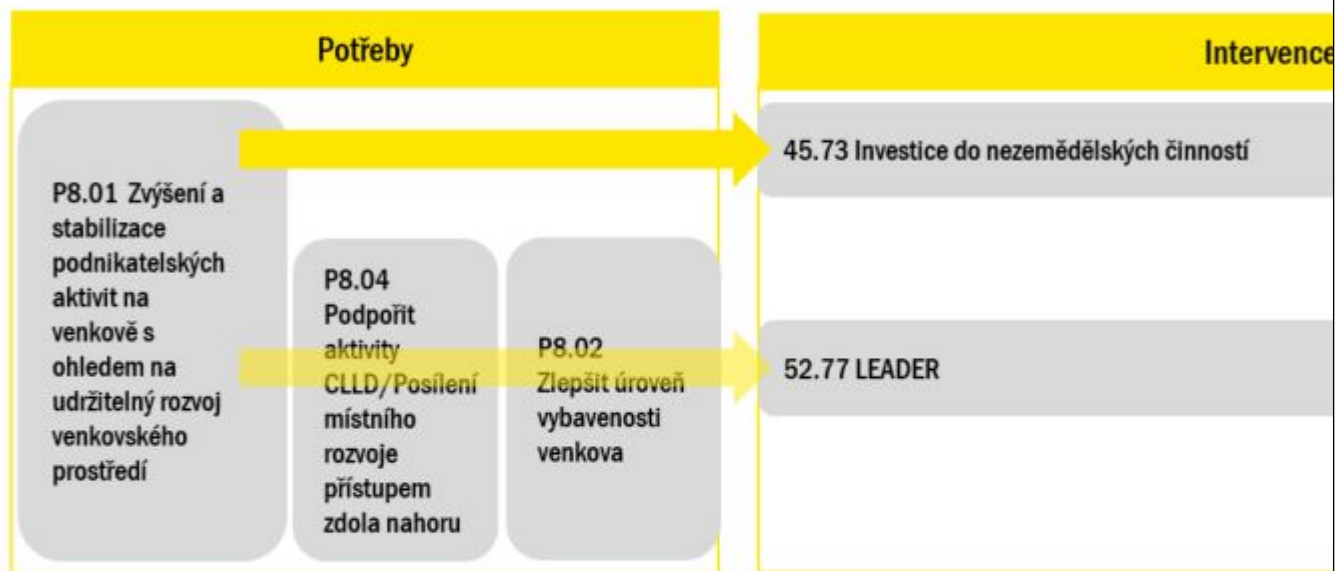 Potřeby
Intervence
P8.01 Zvýšení a
stabilizace
podnikatelských
aktivit na
venkově s
ohledem na
udržitelný rozvoj
venkovského
prostředí
P8.04
Podpořit
aktivity
CLLD/Posílení
místního
rozvoje
přístupem
zdola nahoru
P8.02
Zlepšit úroveň
vybavenosti
venkova
45.73 Investice do nezemědělských činností
52.77 LEADER